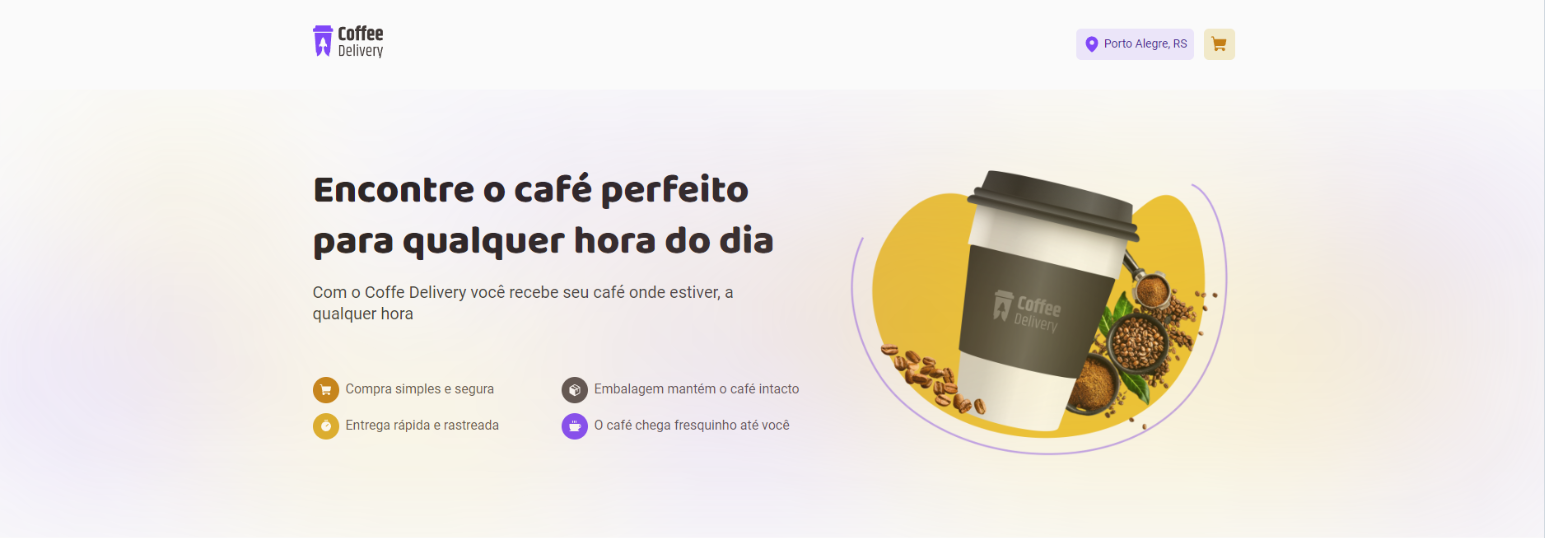 Coffee
Delivery
Porto Alegre, RS
Encontre o café perfeito
para qualquer hora do dia
Com o Coffe Delivery você recebe seu café onde estiver, a
qualquer hora
Coffee
Delivery
Compra simples e segura
Embalagem mantém o café intacto
Entrega rápida e rastreada
O café chega fresquinho até você